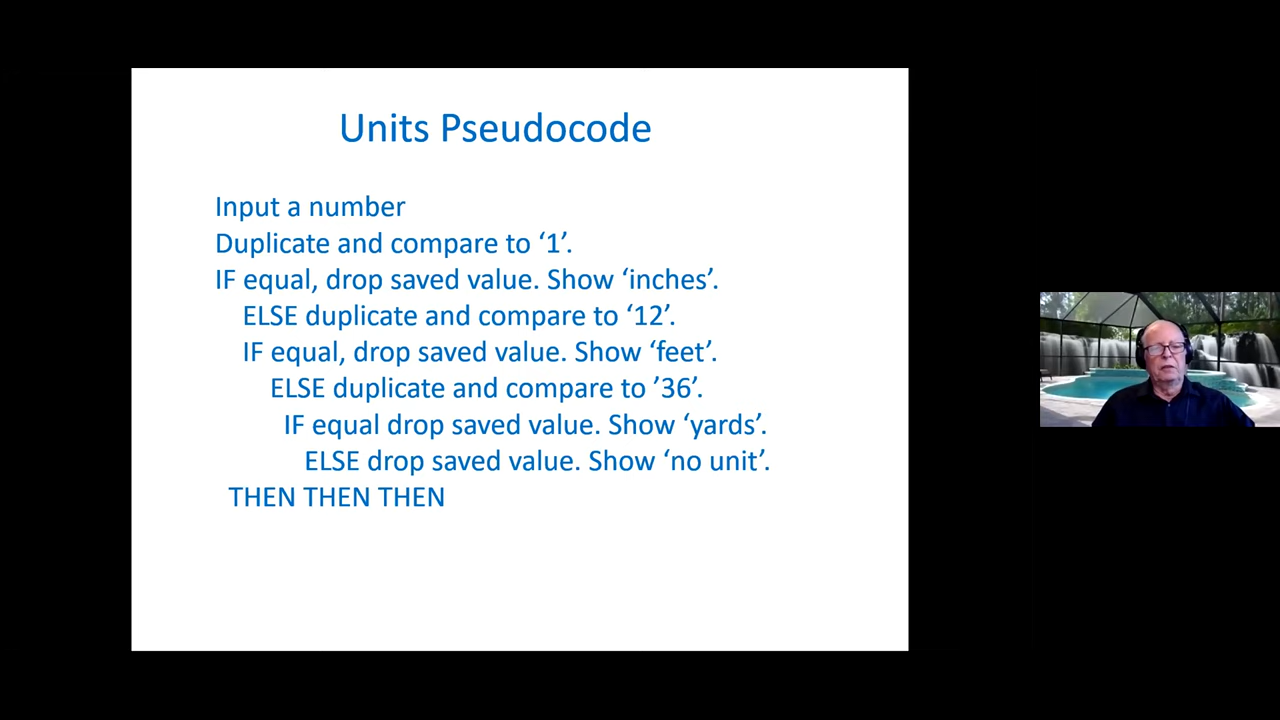 Units Pseudocode
Input a number
Duplicate and compare to ‘1’.
IF equal, drop saved value. Show ‘inches’.
ELSE duplicate and compare to ‘12’.
IF equal, drop saved value. Show ‘feet’.
ELSE duplicate and compare to ’36’.
IF equal drop saved value. Show ‘yards’.
ELSE drop saved value. Show ‘no unit’.
THEN THEN THEN